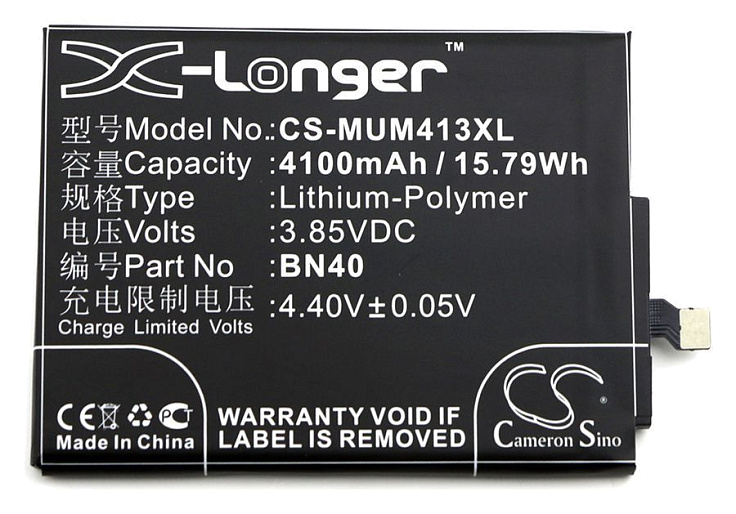 X-Longer™
型号Model No.:CS-MUM413XL
容量Capacity :4100mAh / 15.79Wh
规格Type :Lithium-Polymer
电压Volts :3.85VDC
编号Part No :BN40
充电限制电压 :4.40V±0.05V
Charge Limited Volts
CE PCT
Made In China
WARRANTY VOID IF
LABEL IS REMOVED
CS®
Cameron Sino